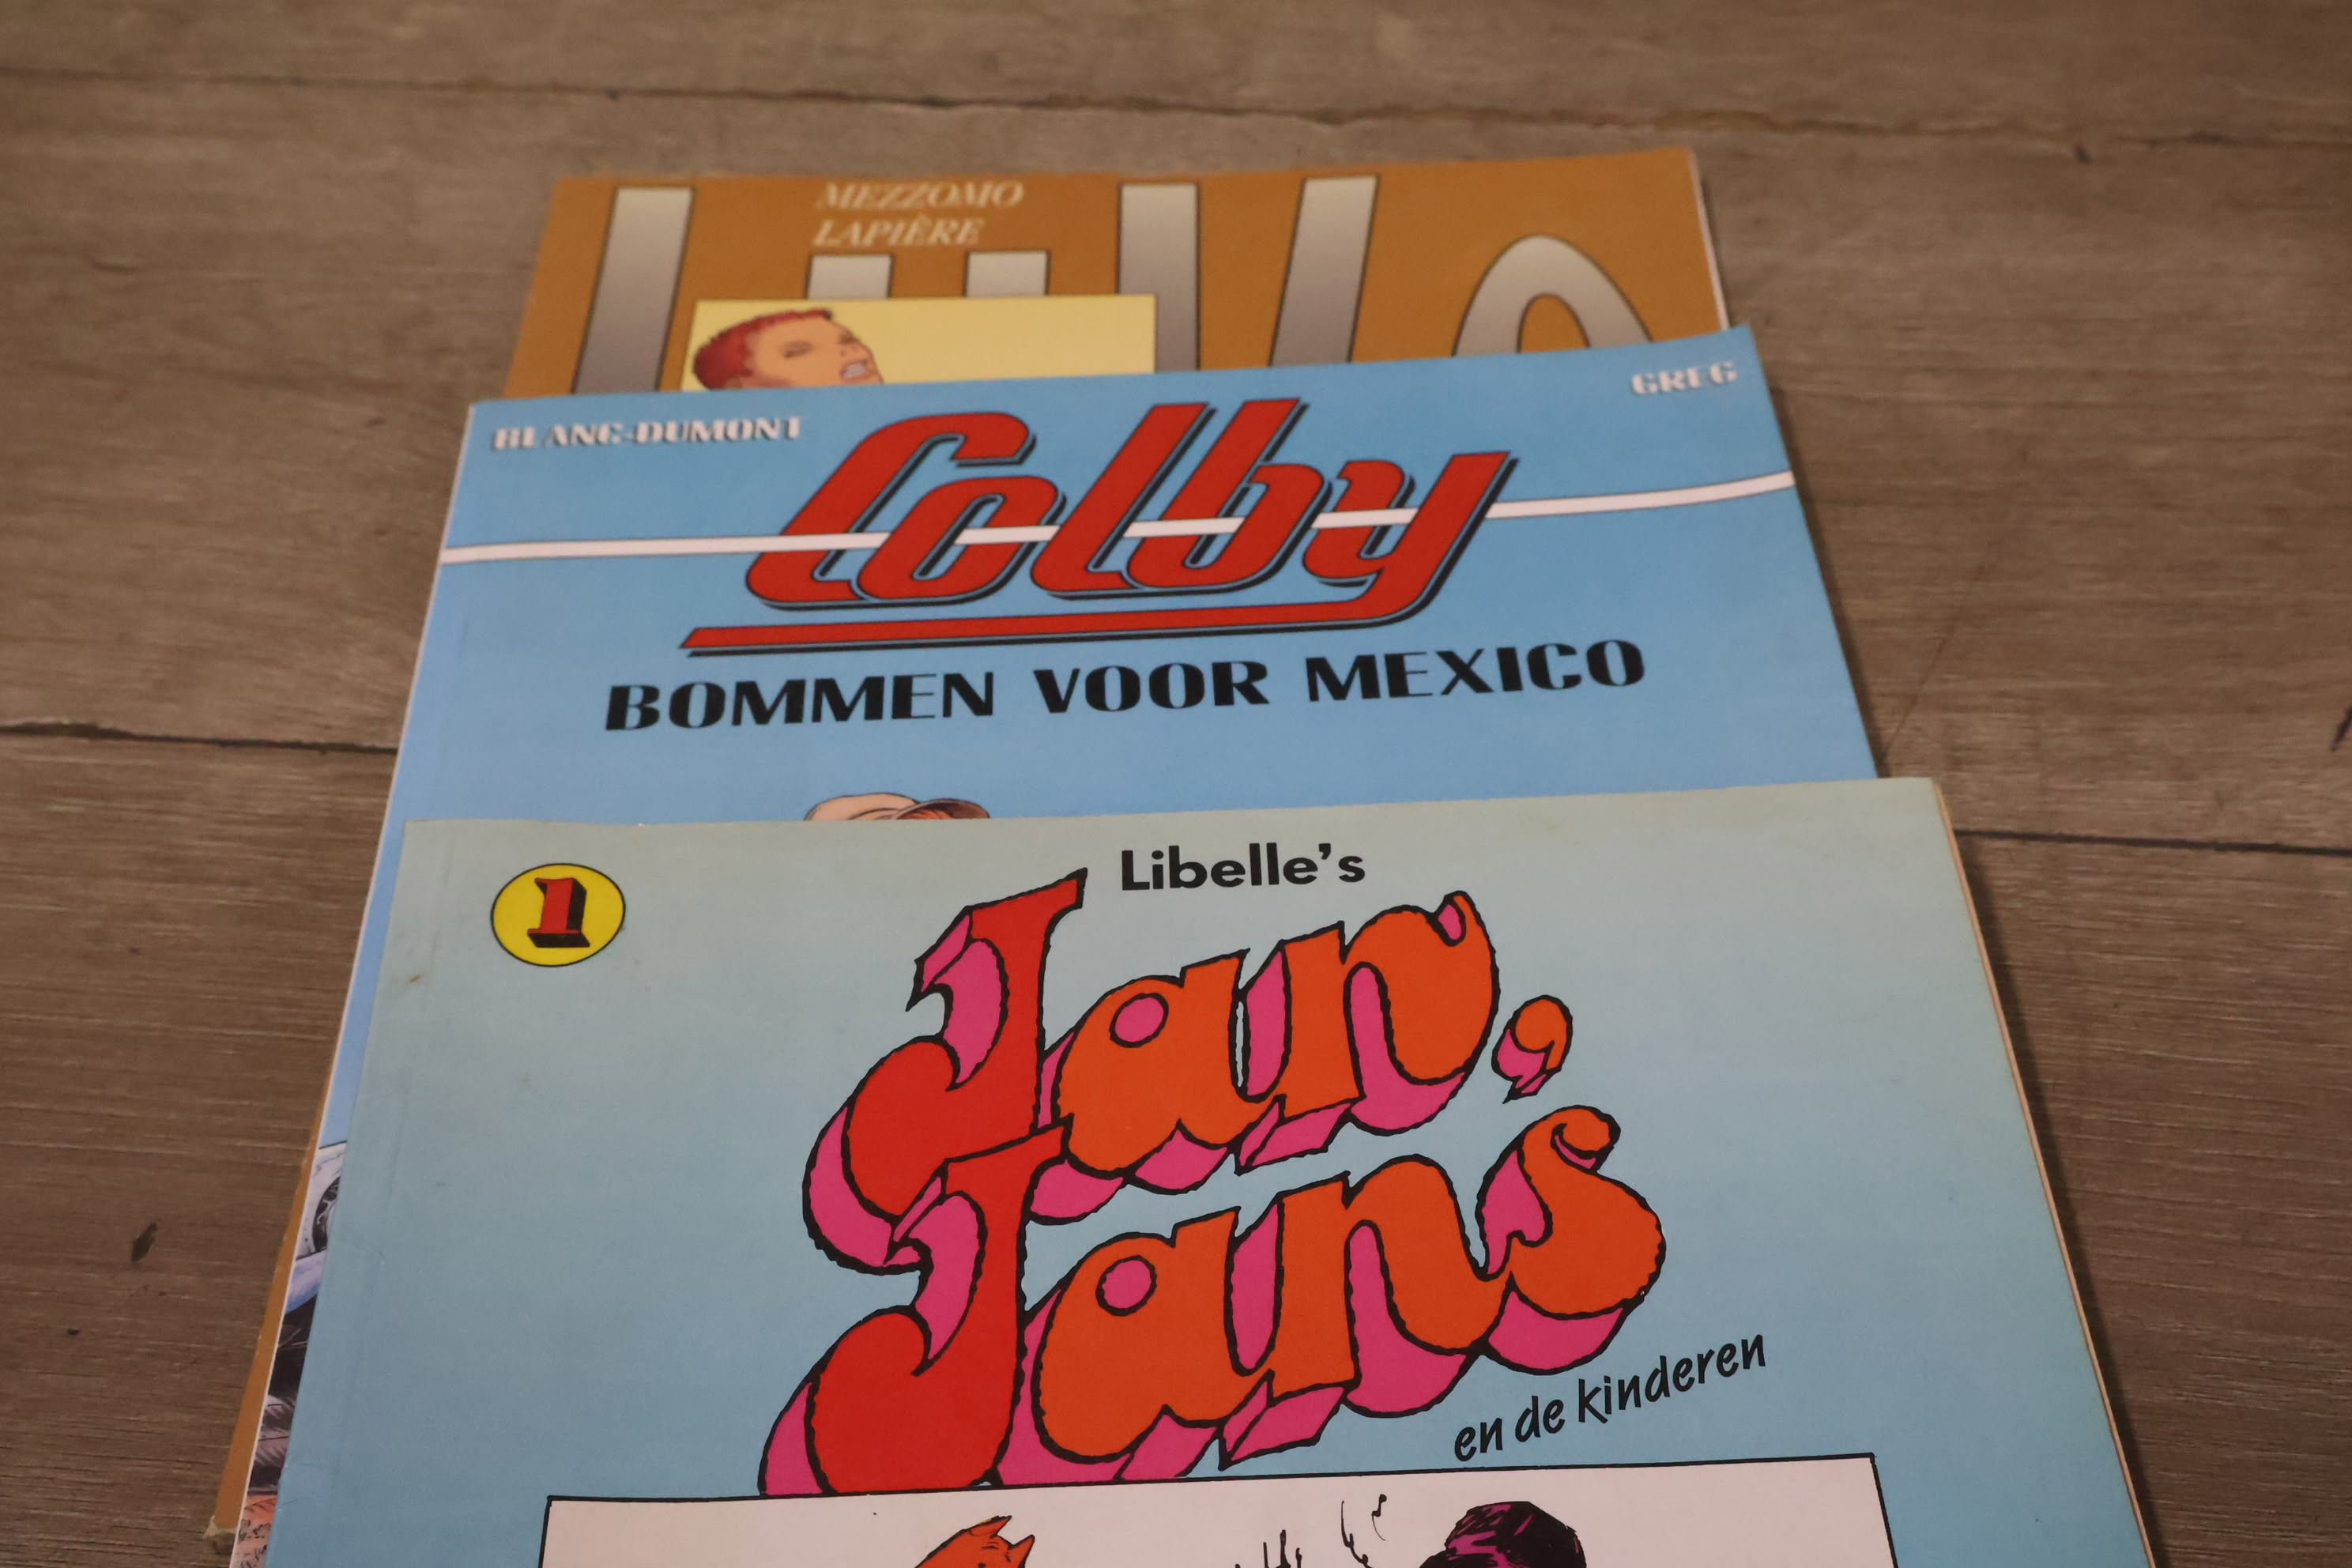 MEZZOMO
LAPIÈRE
BLANC-DUMONT
GREG
Colby
BOMMEN VOOR MEXICO
1
Libelle's
Jan,
Jans
en de kinderen